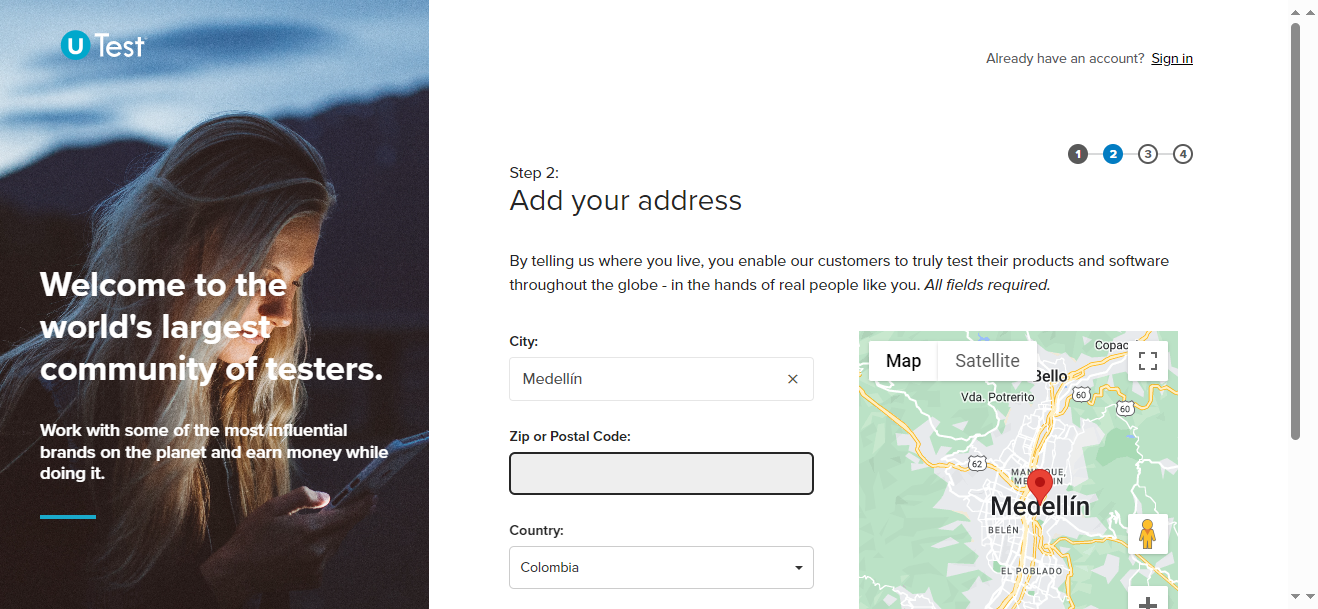 U Test
Already have an account? Sign in
1 2 3 4
Step 2:
Add your address
By telling us where you live, you enable our customers to truly test their products and software
throughout the globe - in the hands of real people like you. All fields required.
Welcome to the
world's largest
community of testers.
Work with some of the most influential
brands on the planet and earn money while
doing it.
City:
Medellín
Zip or Postal Code:
Country:
Colombia
Map Satellite
Copac
Bello
Vda. Potrerito
60
60
62
Medellín
BELÉN
EL POBLADO